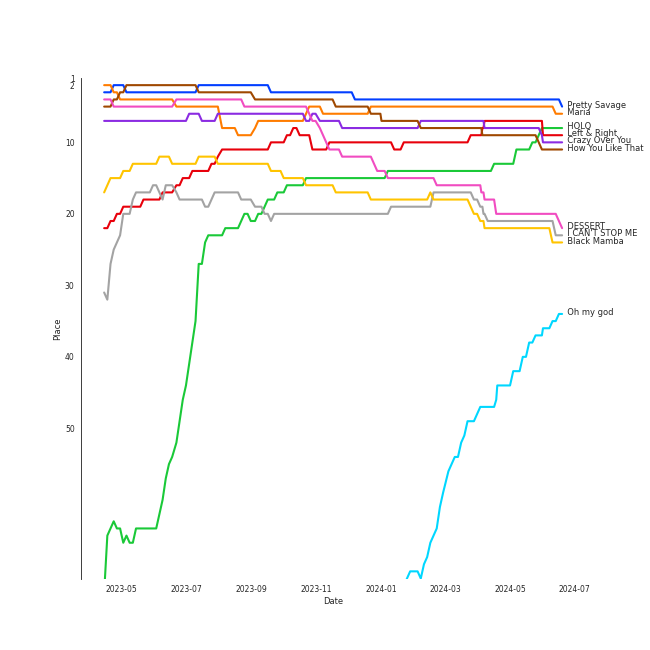 1
2
Pretty Savage
Maria
HOLO
Left & Right
10
Crazy Over You
How You Like That
20
DESSERT
I CAN'T STOP ME
Black Mamba
30
Oh my god
Place
40
50
2023-05
2023-07
2023-09
2023-11
2024-01
2024-03
2024-05
2024-07
Date